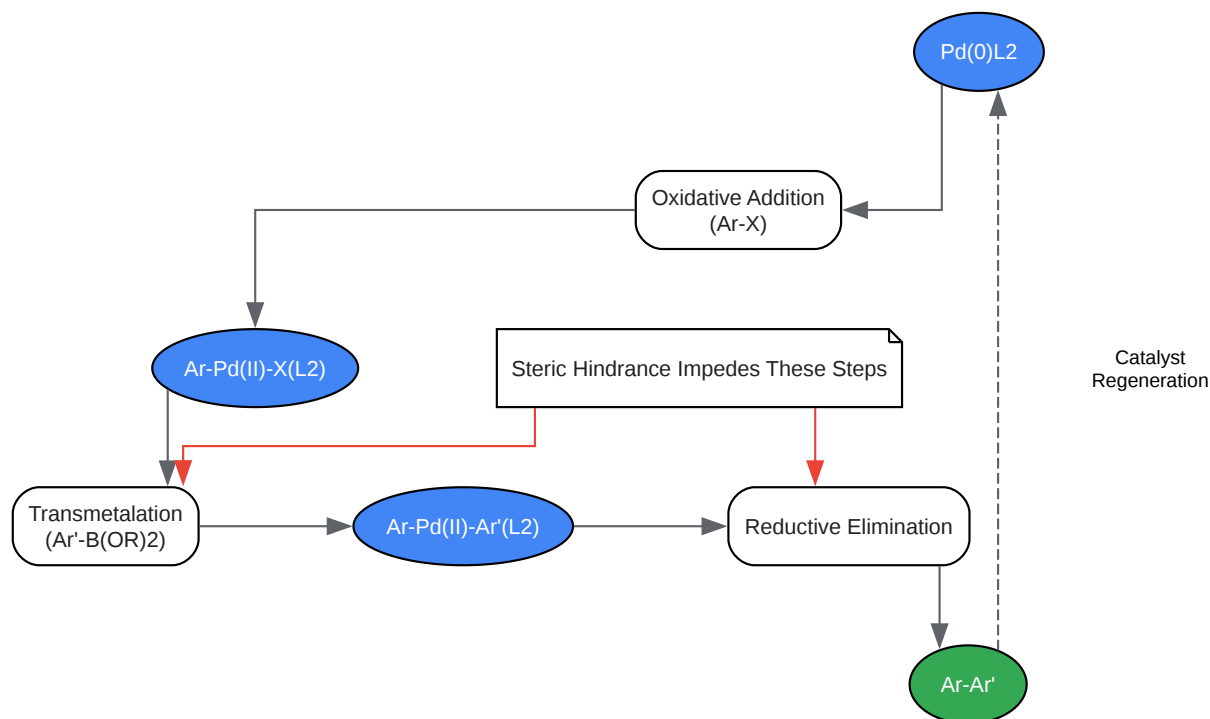 Pd(0)L2
Oxidative Addition
(Ar-X)
Ar-Pd(II)-X(L2)
Steric Hindrance Impedes These Steps
Catalyst
Regeneration
Transmetalation
(Ar'-B(OR)2)
Ar-Pd(II)-Ar'(L2)
Reductive Elimination
Ar-Ar'